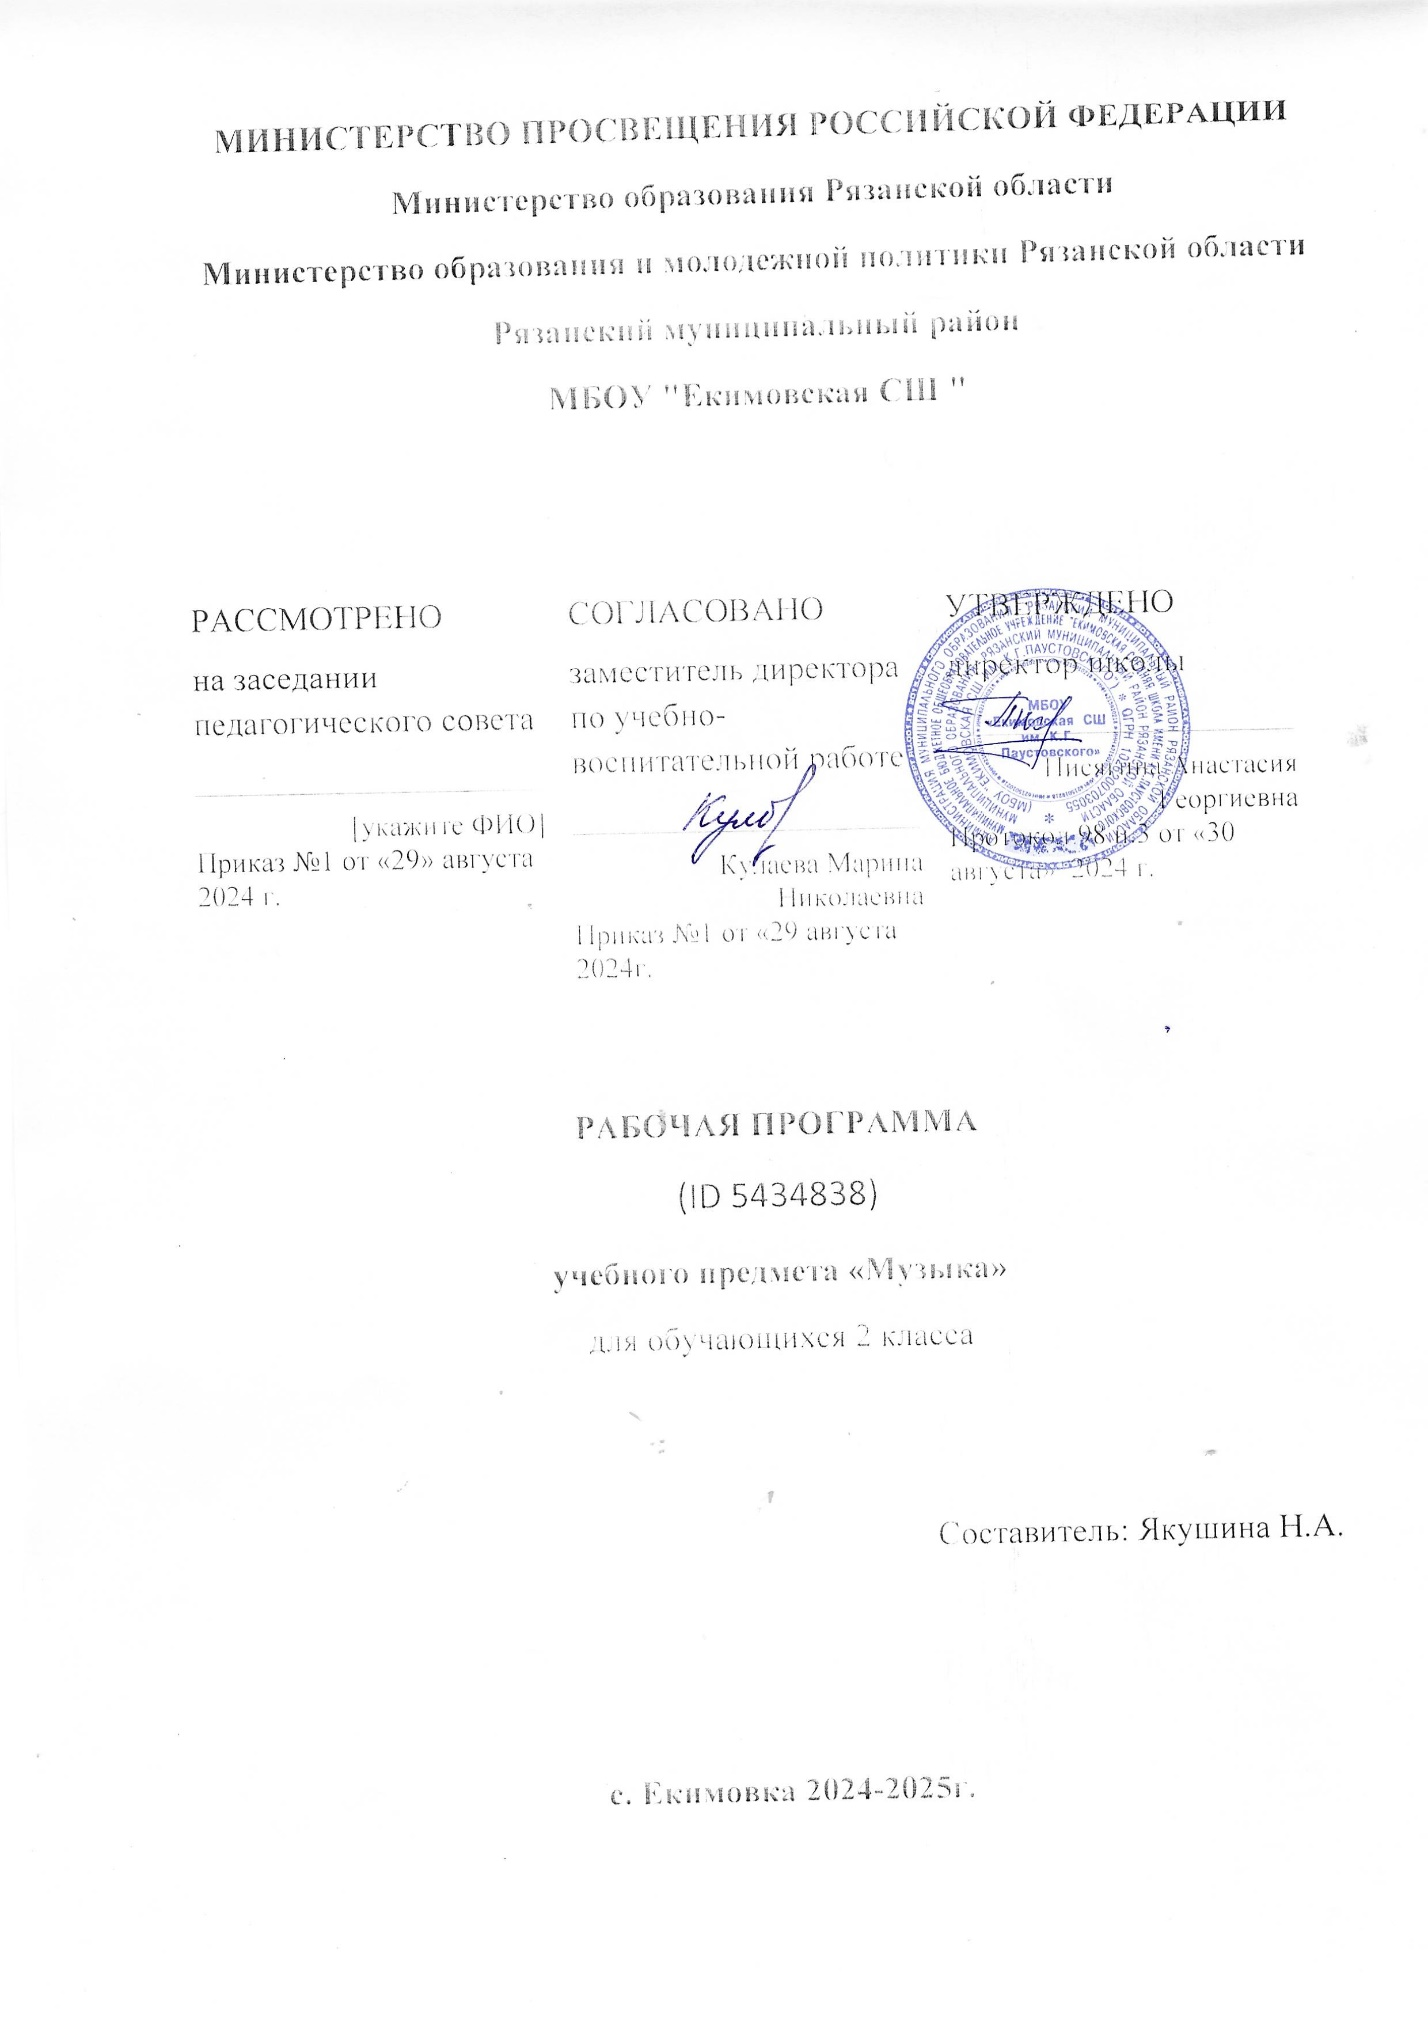 МИНИСТЕРСТВО ПРОСВЕЩЕНИЯ РОССИЙСКОЙ ФЕДЕРАЦИИ
Министерство образования Рязанской области
Министерство образования и молодежной политики Рязанской области
Рязанский муниципальный район
МБОУ "Екимовская СШ "
РАССМОТРЕНО
на заседании
педагогического совета
[укажите ФИО]
Приказ №1 от «29» августа
2024 г.
СОГЛАСОВАНО
заместитель директора
по учебно-
воспитательной работе
Кулаева Марина
Николаевна
Приказ №1 от «29 августа
2024г.
УТВЕРЖДЕНО
директор школы
Анастасия
Георгиевна
Протокол 98 п.3 от «30
августа» 2024 г.
МБОУ
«Екимовская СШ
им. К.Г.
Паустовского»
РАБОЧАЯ ПРОГРАММА
(ID 5434838)
учебного предмета «Музыка»
для обучающихся 2 класса
Составитель: Якушина Н.А.
с. Екимовка 2024-2025г.